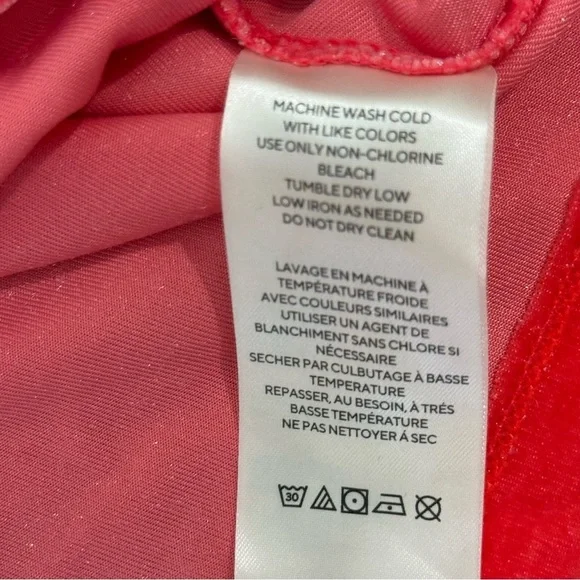 MACHINE WASH COLD
WITH LIKE COLORS
USE ONLY NON-CHLORINE
BLEACH
TUMBLE DRY LOW
LOW IRON AS NEEDED
DO NOT DRY CLEAN
LAVAGE EN MACHINE À
TEMPÉRATURE FROIDE
AVEC COULEURS SIMILAIRES
UTILISER UN AGENT DE
BLANCHIMENT SANS CHLORE SI
NÉCESSAIRE
SECHER PAR CULBUTAGE À BASSE
TEMPERATURE
REPASSER, AU BESOIN, À TRÉS
BASSE TEMPÉRATURE
NE PAS NETTOYER Á SEC
30